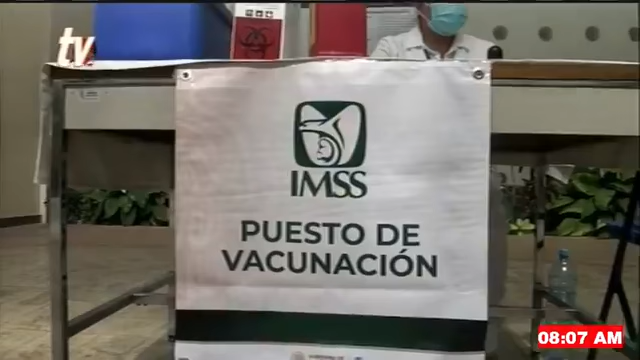 tv.
IMSS
PUESTO DE
VACUNACIÓN
08:07 AM